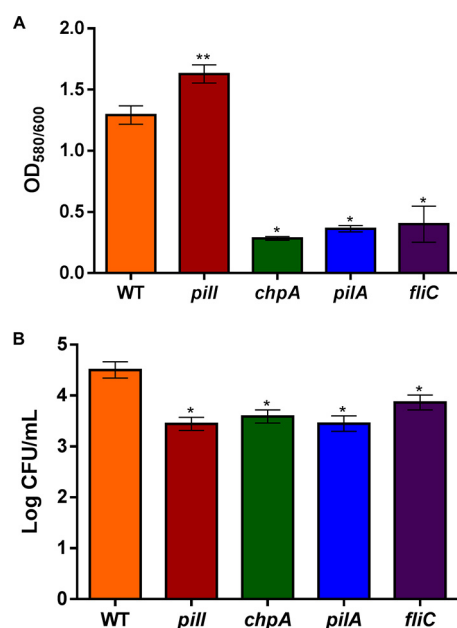 A
2.0
1.5
1.0
0.5
0.0
OD580/600
**
*
*
*
WT
pilI
chpA
pilA
fliC
B
5
4
3
2
1
0
Log CFU/mL
*
*
*
*
WT
pilI
chpA
pilA
fliC